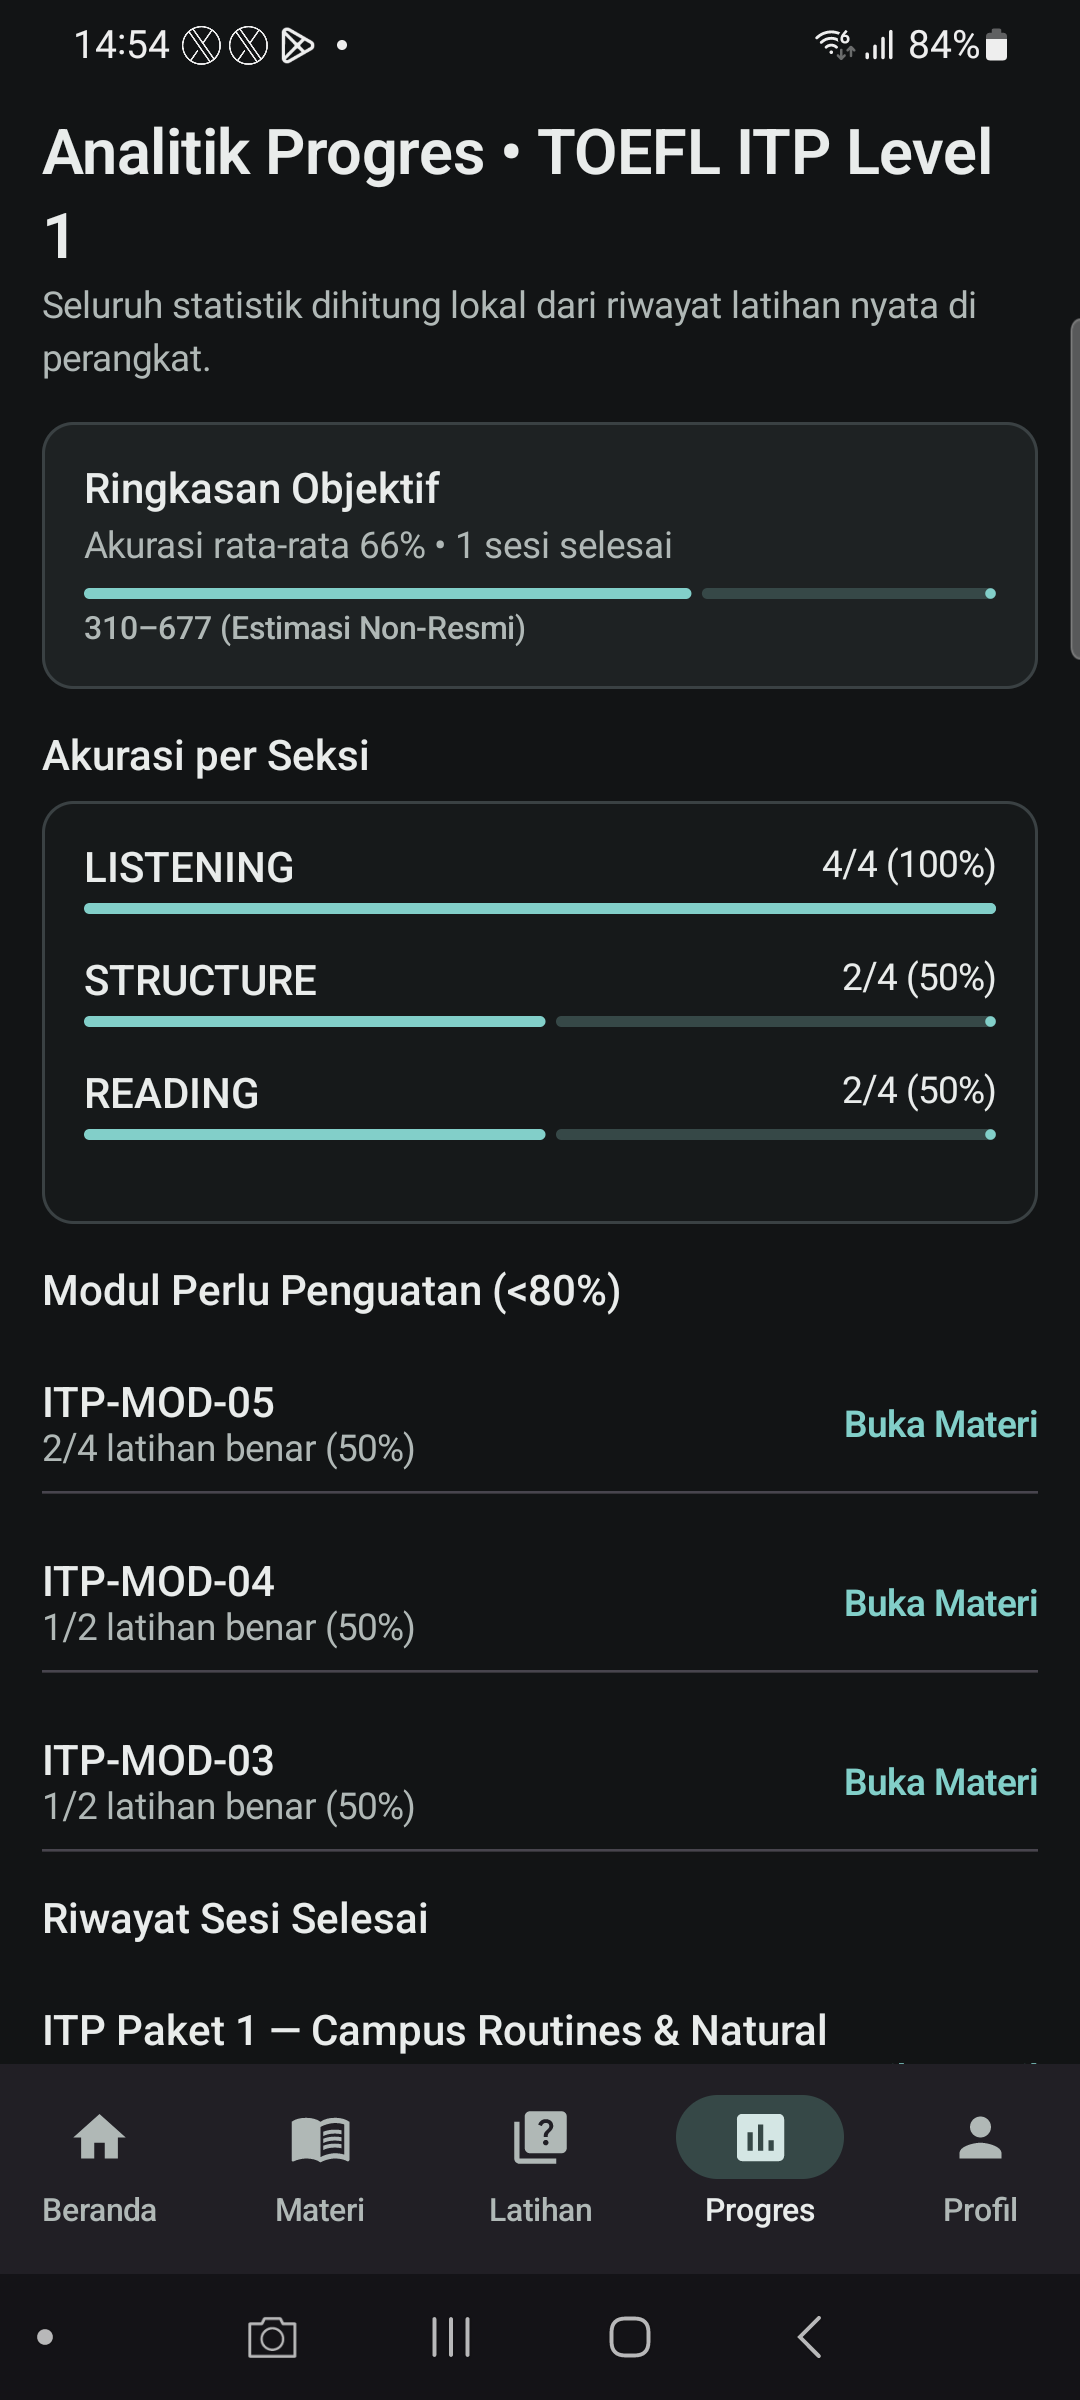 14:54
84%
Analitik Progres • TOEFL ITP Level
1
Seluruh statistik dihitung lokal dari riwayat latihan nyata di
perangkat.
Ringkasan Objektif
Akurasi rata-rata 66% • 1 sesi selesai
310–677 (Estimasi Non-Resmi)
Akurasi per Seksi
LISTENING 4/4 (100%)
STRUCTURE 2/4 (50%)
READING 2/4 (50%)
Modul Perlu Penguatan (<80%)
ITP-MOD-05
2/4 latihan benar (50%)
Buka Materi
ITP-MOD-04
1/2 latihan benar (50%)
Buka Materi
ITP-MOD-03
1/2 latihan benar (50%)
Buka Materi
Riwayat Sesi Selesai
ITP Paket 1 — Campus Routines & Natural
Beranda Materi Latihan Progres Profil